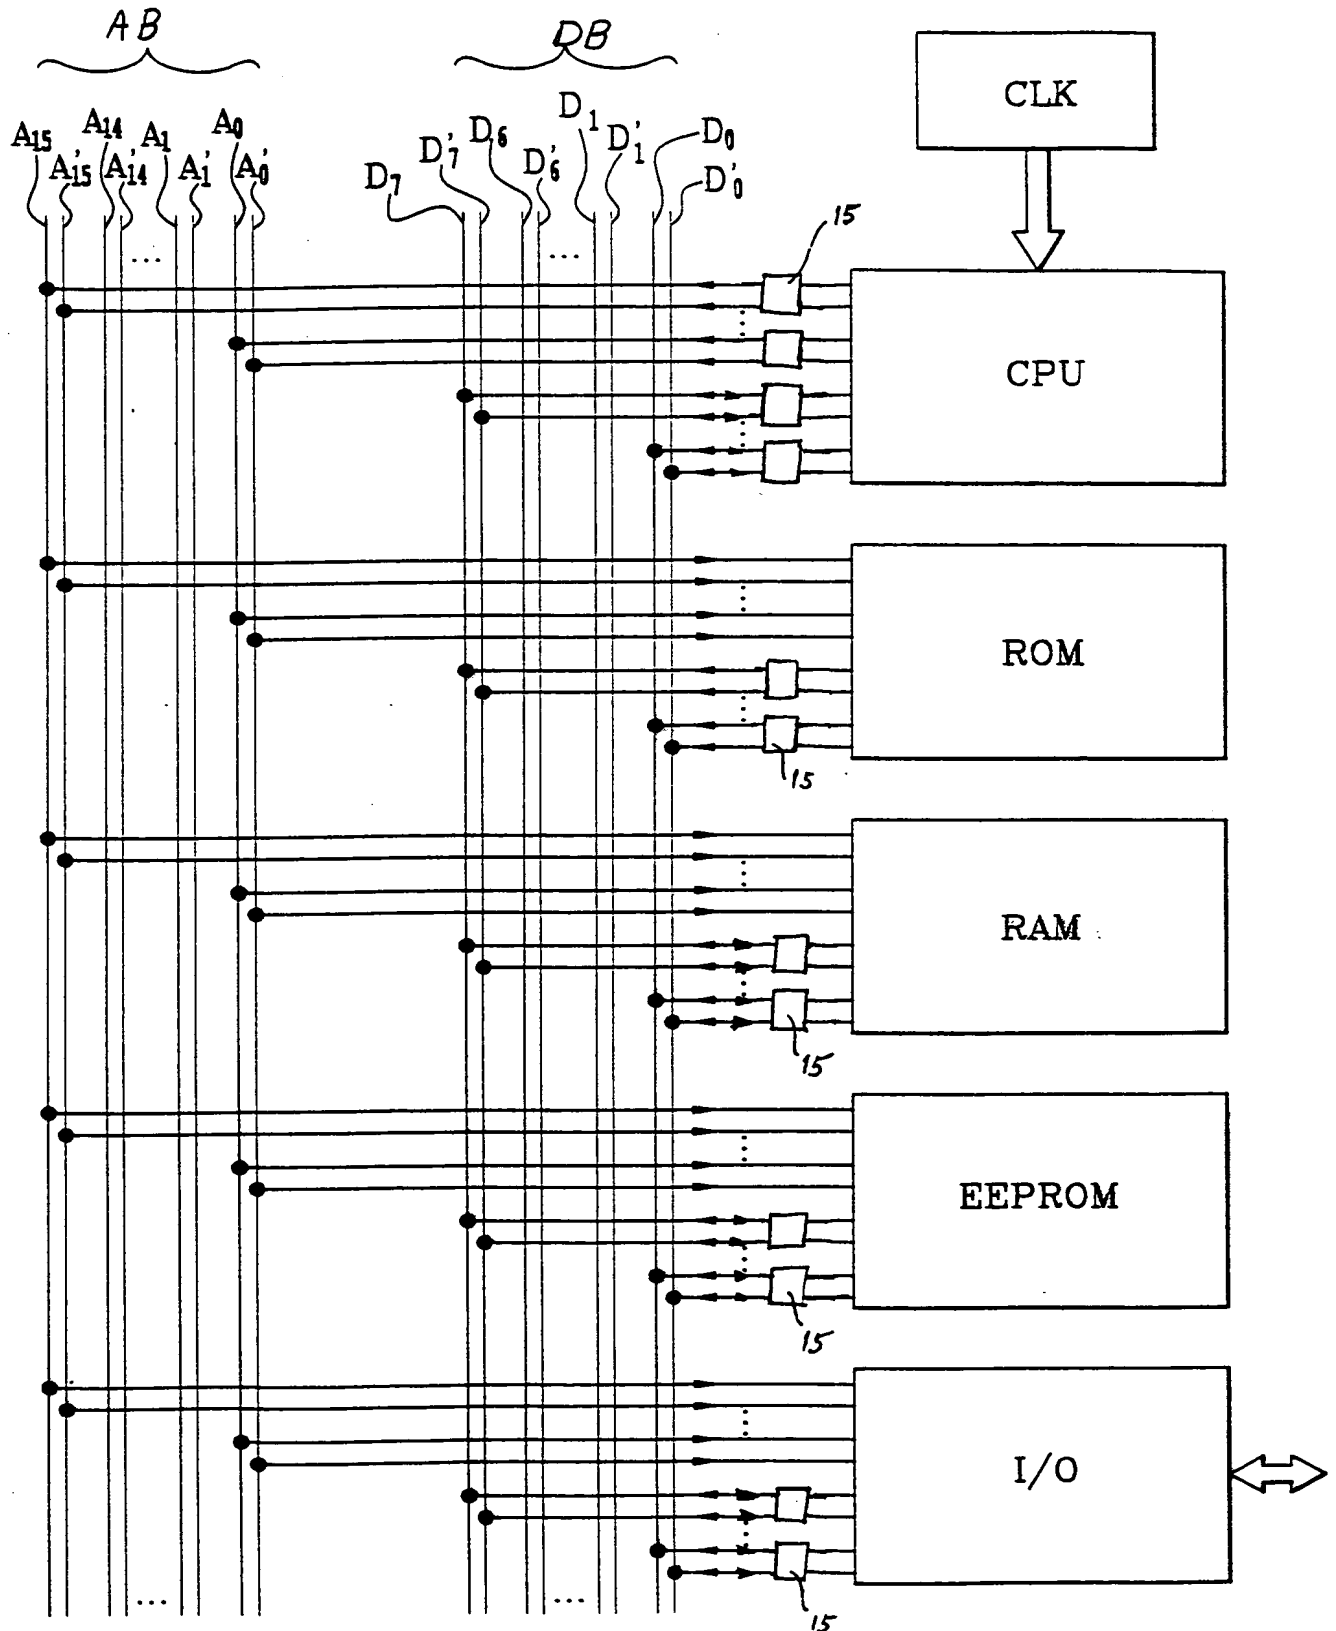 AB
DB
CLK
A15
A'15
A14
A'14
A1
A'1
A0
A'0
D7
D'7
D6
D'6
D1
D'1
D0
D'0
...
...
15
CPU
ROM
15
RAM
15
EEPROM
15
I/O
15
...
...